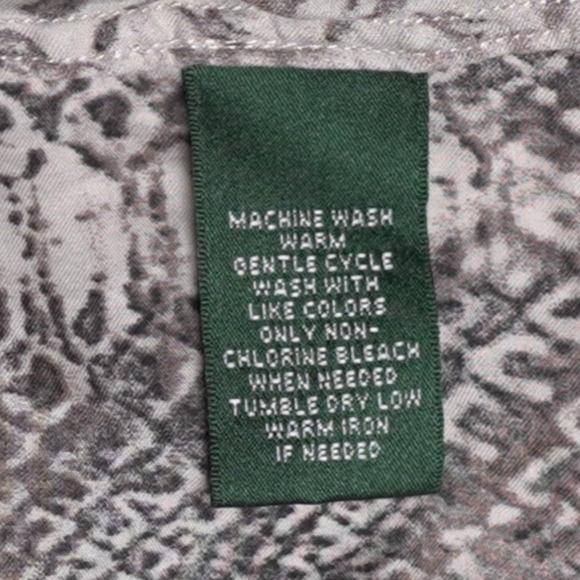 MACHINE WASH
WARM
GENTLE CYCLE
WASH WITH
LIKE COLORS
ONLY NON-
CHLORINE BLEACH
WHEN NEEDED
TUMBLE DRY LOW
WARM IRON
IF NEEDED